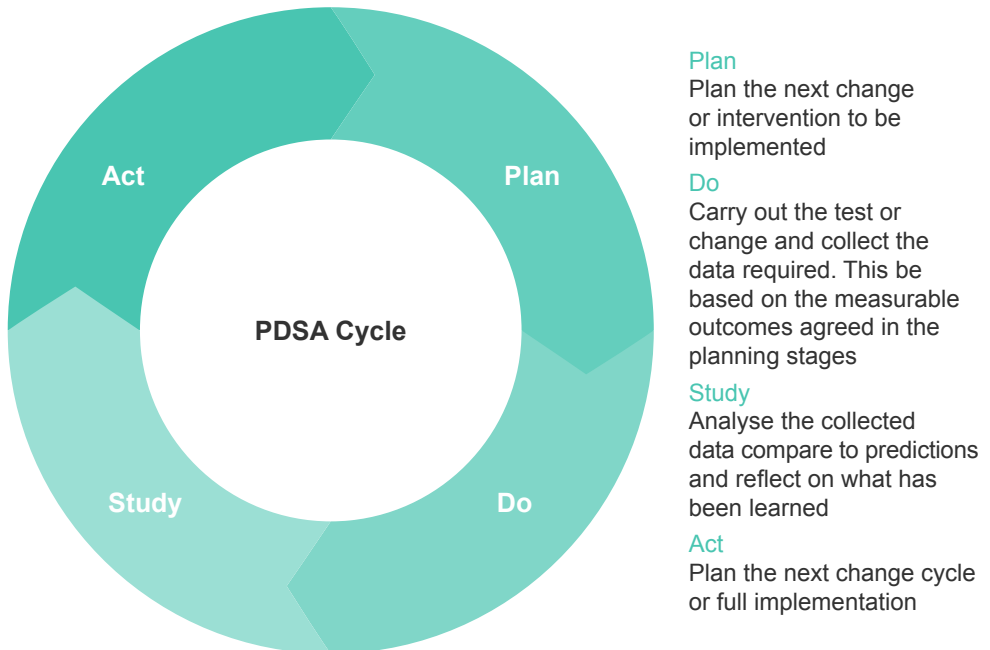 Act
Plan
PDSA Cycle
Study
Do
Plan
Plan the next change
or intervention to be
implemented
Do
Carry out the test or
change and collect the
data required. This be
based on the measurable
outcomes agreed in the
planning stages
Study
Analyse the collected
data compare to predictions
and reflect on what has
been learned
Act
Plan the next change cycle
or full implementation